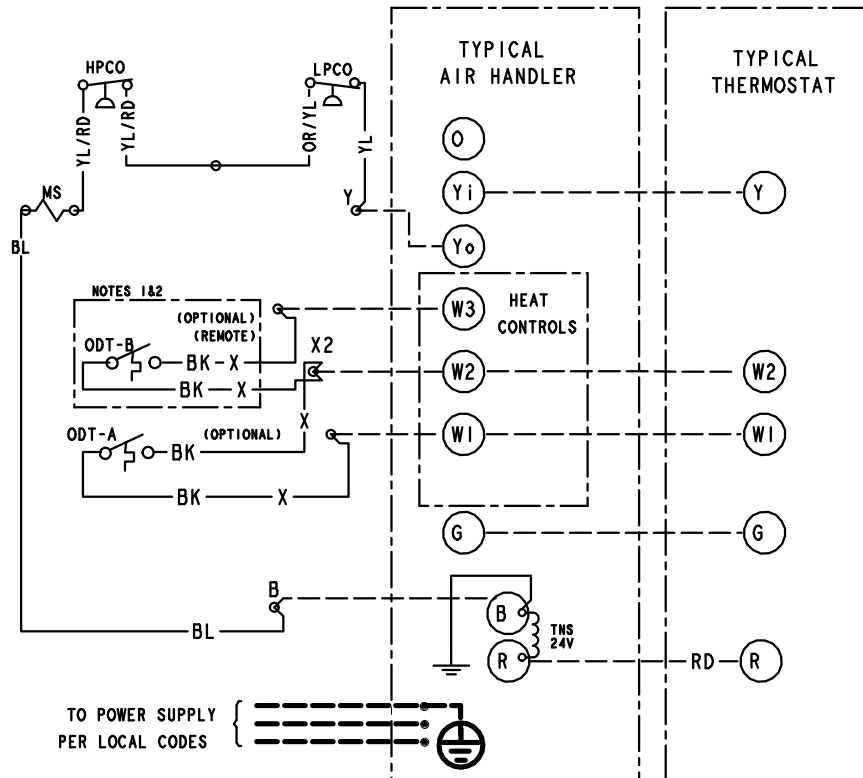 TYPICAL
AIR HANDLER
TYPICAL
THERMOSTAT
HPCO
LPCO
YL/RD
YL/RD
OR/YL
YL
O
MS
Y
Yi
Y
BL
Yo
NOTES 1&2
(OPTIONAL)
(REMOTE)
W3
HEAT
CONTROLS
ODT-B
BK-X
X2
BK
X
W2
W2
X
ODT-A
(OPTIONAL)
BK
W1
W1
BK
X
G
G
B
B
TNS
24V
BL
R
RD
R
TO POWER SUPPLY
PER LOCAL CODES